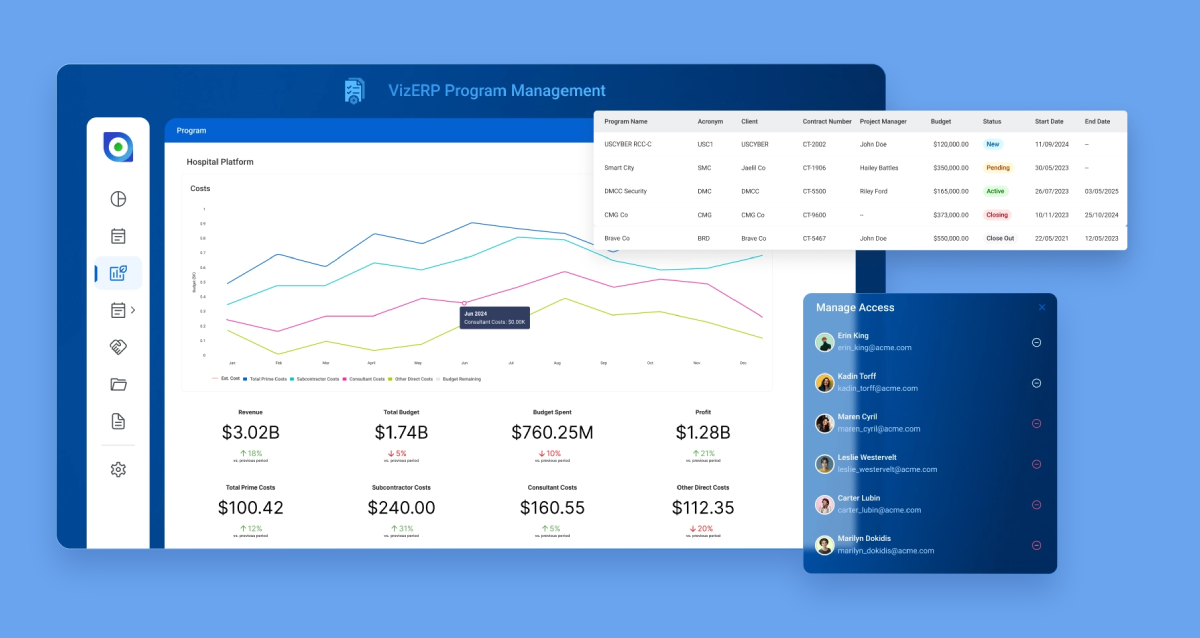 VizERP Program Management
Program
Hospital Platform
Costs
1
0.9
0.8
0.7
0.6
0.5
0.4
0.3
0.2
0.1
0
Budget ($K)
Jan Feb Mar April May Jun Jul Aug Sep Oct Nov Dec
Jun 2024
Consultant Costs: $0.00K
Est. Cost Total Prime Costs Subcontractor Costs Consultant Costs Other Direct Costs Budget Remaining
Revenue Total Budget Budget Spent Profit
$3.02B $1.74B $760.25M $1.28B
18% 5% 10% 21%
vs. previous period vs. previous period vs. previous period vs. previous period
Total Prime Costs Subcontractor Costs Consultant Costs Other Direct Costs
$100.42 $240.00 $160.55 $112.35
12% 31% 5% 20%
vs. previous period vs. previous period vs. previous period vs. previous period
Program Name Acronym Client Contract Number Project Manager Budget Status Start Date End Date
USCYBER RCC-C USC1 USCYBER CT-2002 John Doe $120,000.00 New 11/09/2024 --
Smart City SMC Jaelil Co CT-1906 Hailey Battles $350,000.00 Pending 30/05/2023 --
DMCC Security DMC DMCC CT-5500 Riley Ford $165,000.00 Active 26/07/2023 03/05/2025
CMG Co CMG CMG Co CT-9600 -- $373,000.00 Closing 10/11/2023 25/10/2024
Brave Co BRD Brave Co CT-5467 John Doe $550,000.00 Close Out 22/05/2021 12/05/2023
Manage Access
Erin King
erin_king@acme.com
Kadin Torff
kadin_torff@acme.com
Maren Cyril
maren_cyril@acme.com
Leslie Westervelt
leslie_westervelt@acme.com
Carter Lubin
carter_lubin@acme.com
Marilyn Dokidis
marilyn_dokidis@acme.com